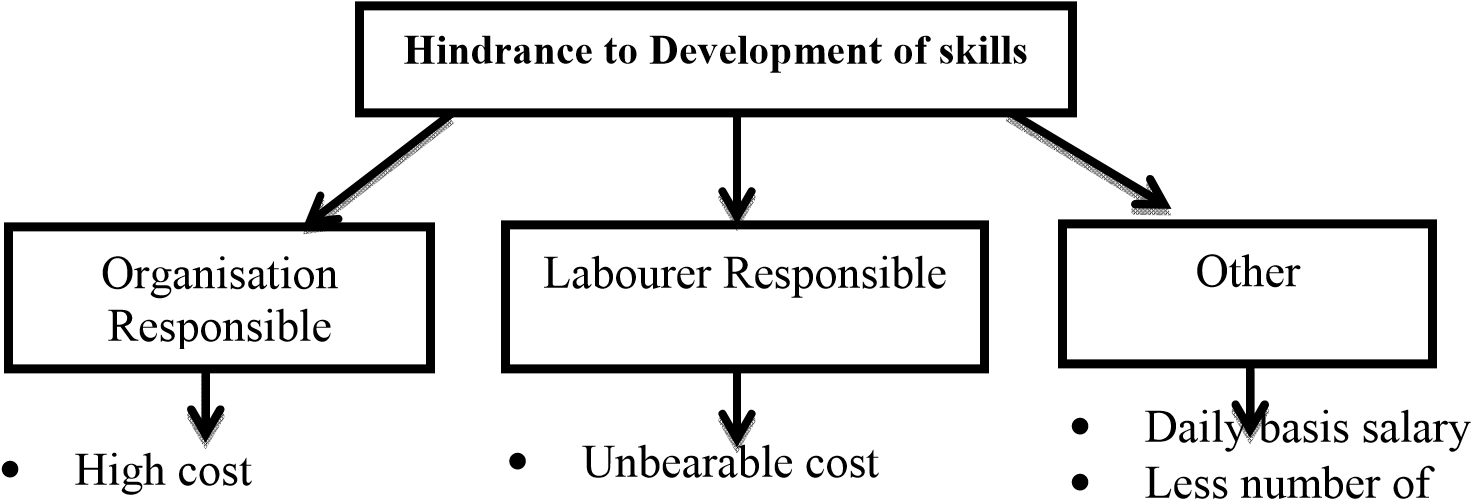 Hindrance to Development of skills
Organisation
Responsible
Labourer Responsible
Other
• High cost
• Unbearable cost
• Daily basis salary
• Less number of